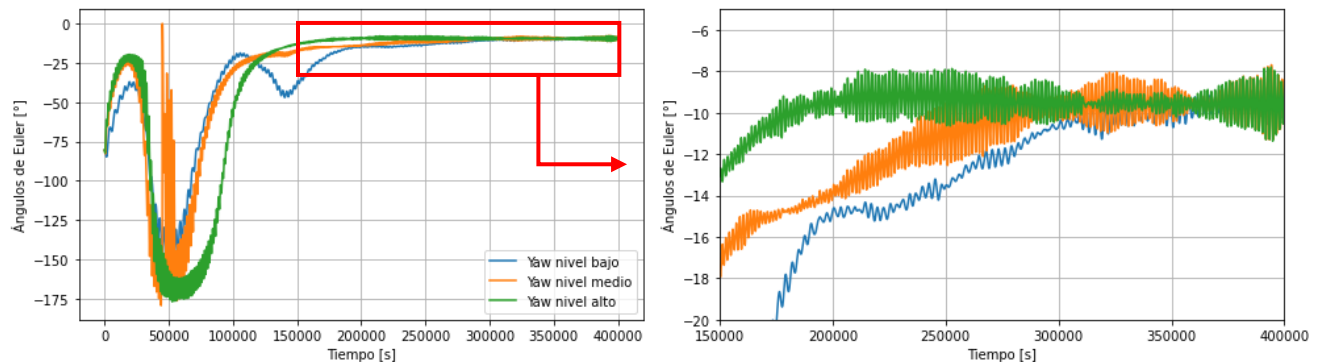 0
−25
−50
−75
−100
−125
−150
−175
Ángulos de Euler [°]
0 50000 100000 150000 200000 250000 300000 350000 400000
Tiempo [s]
Yaw nivel bajo
Yaw nivel medio
Yaw nivel alto
−6
−8
−10
−12
−14
−16
−18
−20
Ángulos de Euler [°]
150000 200000 250000 300000 350000 400000
Tiempo [s]